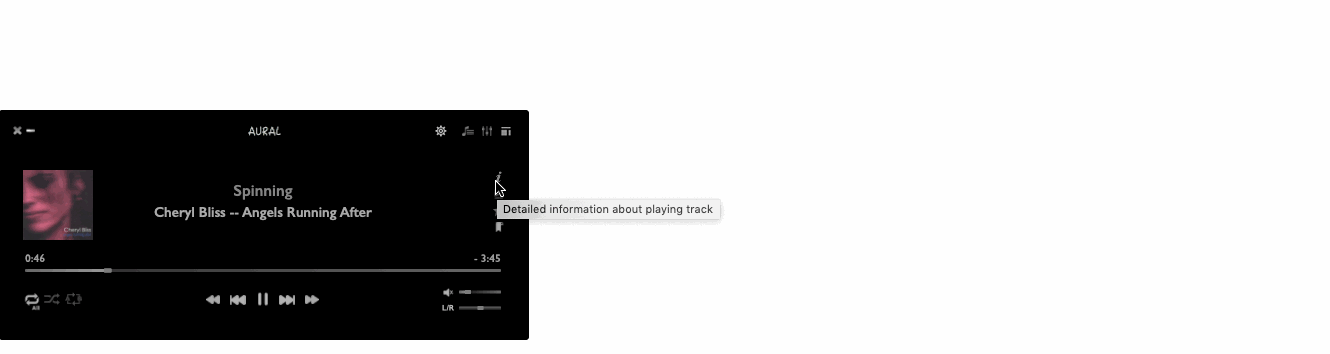 AURAL
Spinning
Cheryl Bliss -- Angels Running After
Detailed information about playing track
Cheryl Bliss
0:46
- 3:45
All
L/R